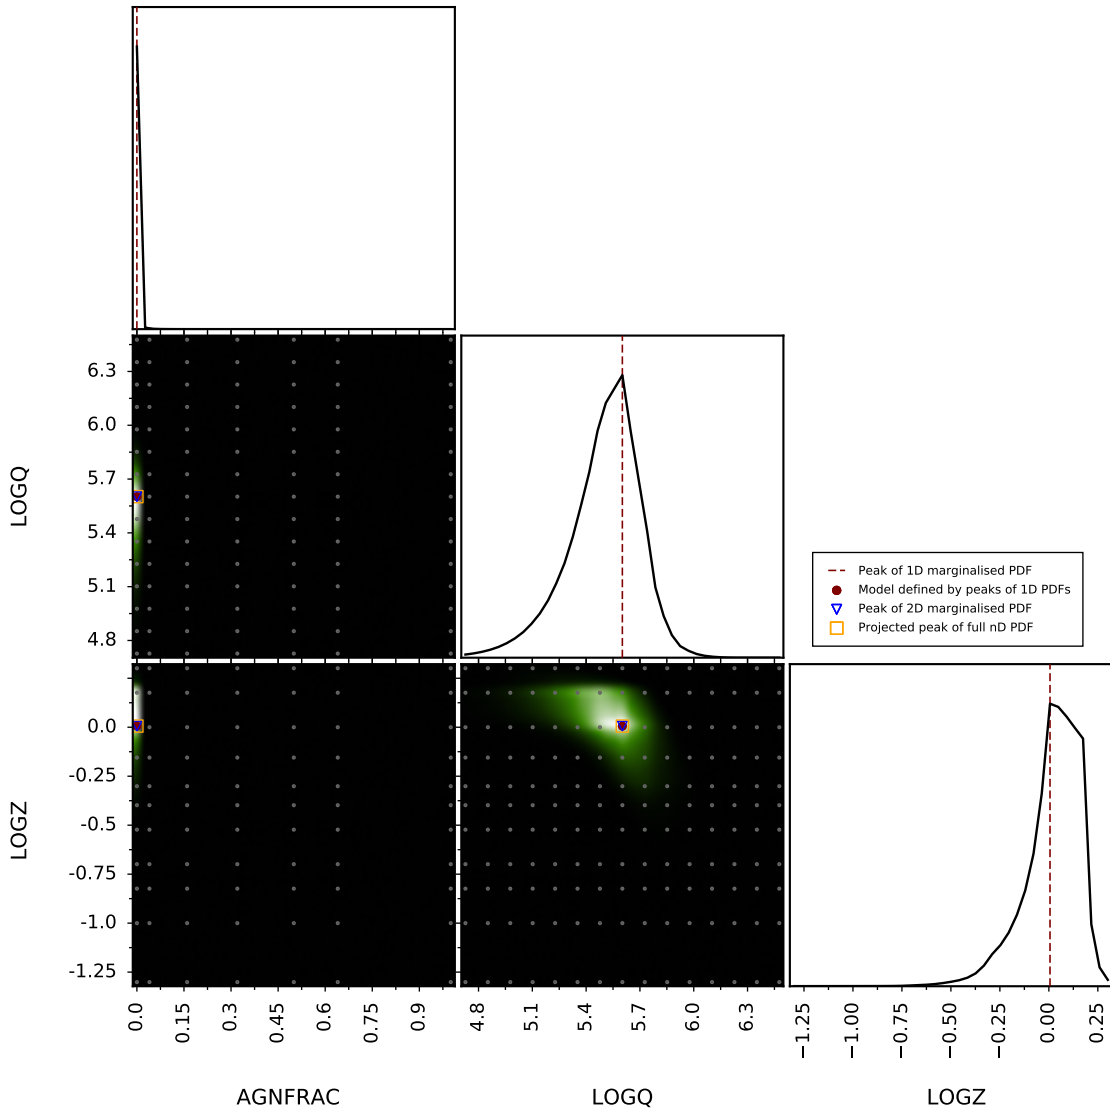 6.3
6.0
5.7
5.4
5.1
4.8
LOGQ
Peak of 1D marginalised PDF
Model defined by peaks of 1D PDFs
Peak of 2D marginalised PDF
Projected peak of full nD PDF
0.0
-0.25
-0.5
-0.75
-1.0
-1.25
LOGZ
0.0 0.15 0.3 0.45 0.6 0.75 0.9
4.8 5.1 5.4 5.7 6.0 6.3
−1.25 −1.00 −0.75 −0.50 −0.25 0.00 0.25
AGNFRAC LOGQ LOGZ